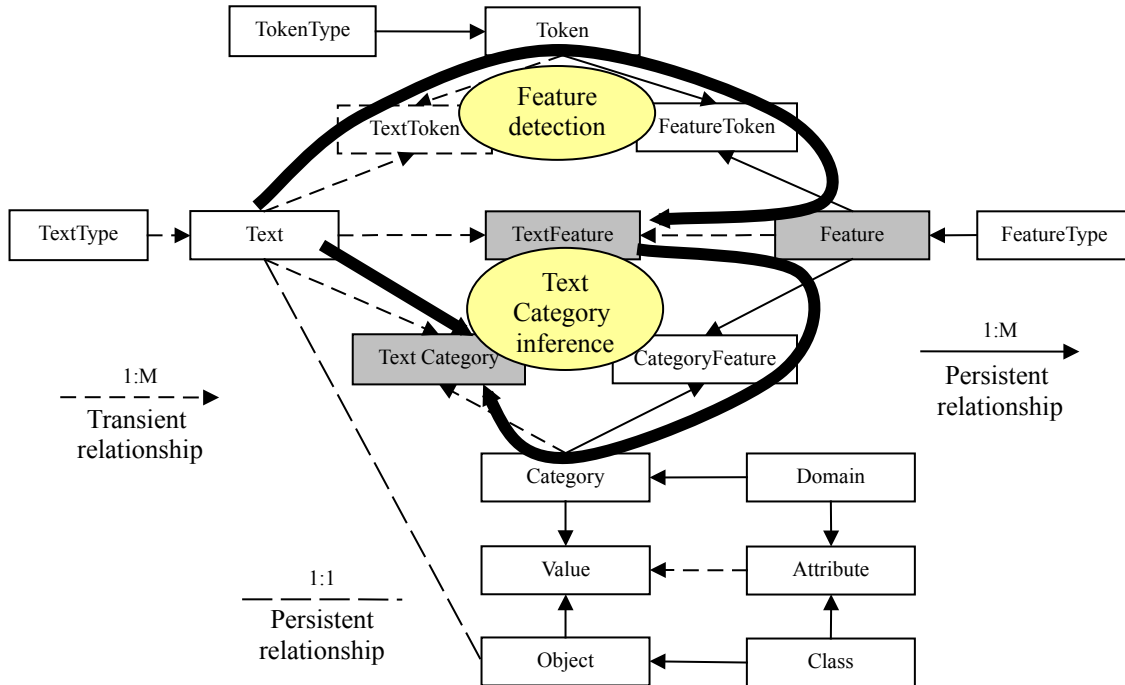 TokenType
Token
Feature
detection
TextToken
FeatureToken
TextType
Text
TextFeature
Feature
FeatureType
Text
Category
inference
Text Category
CategoryFeature
1:M
Transient
relationship
1:M
Persistent
relationship
Category
Domain
Value
Attribute
1:1
Persistent
relationship
Object
Class